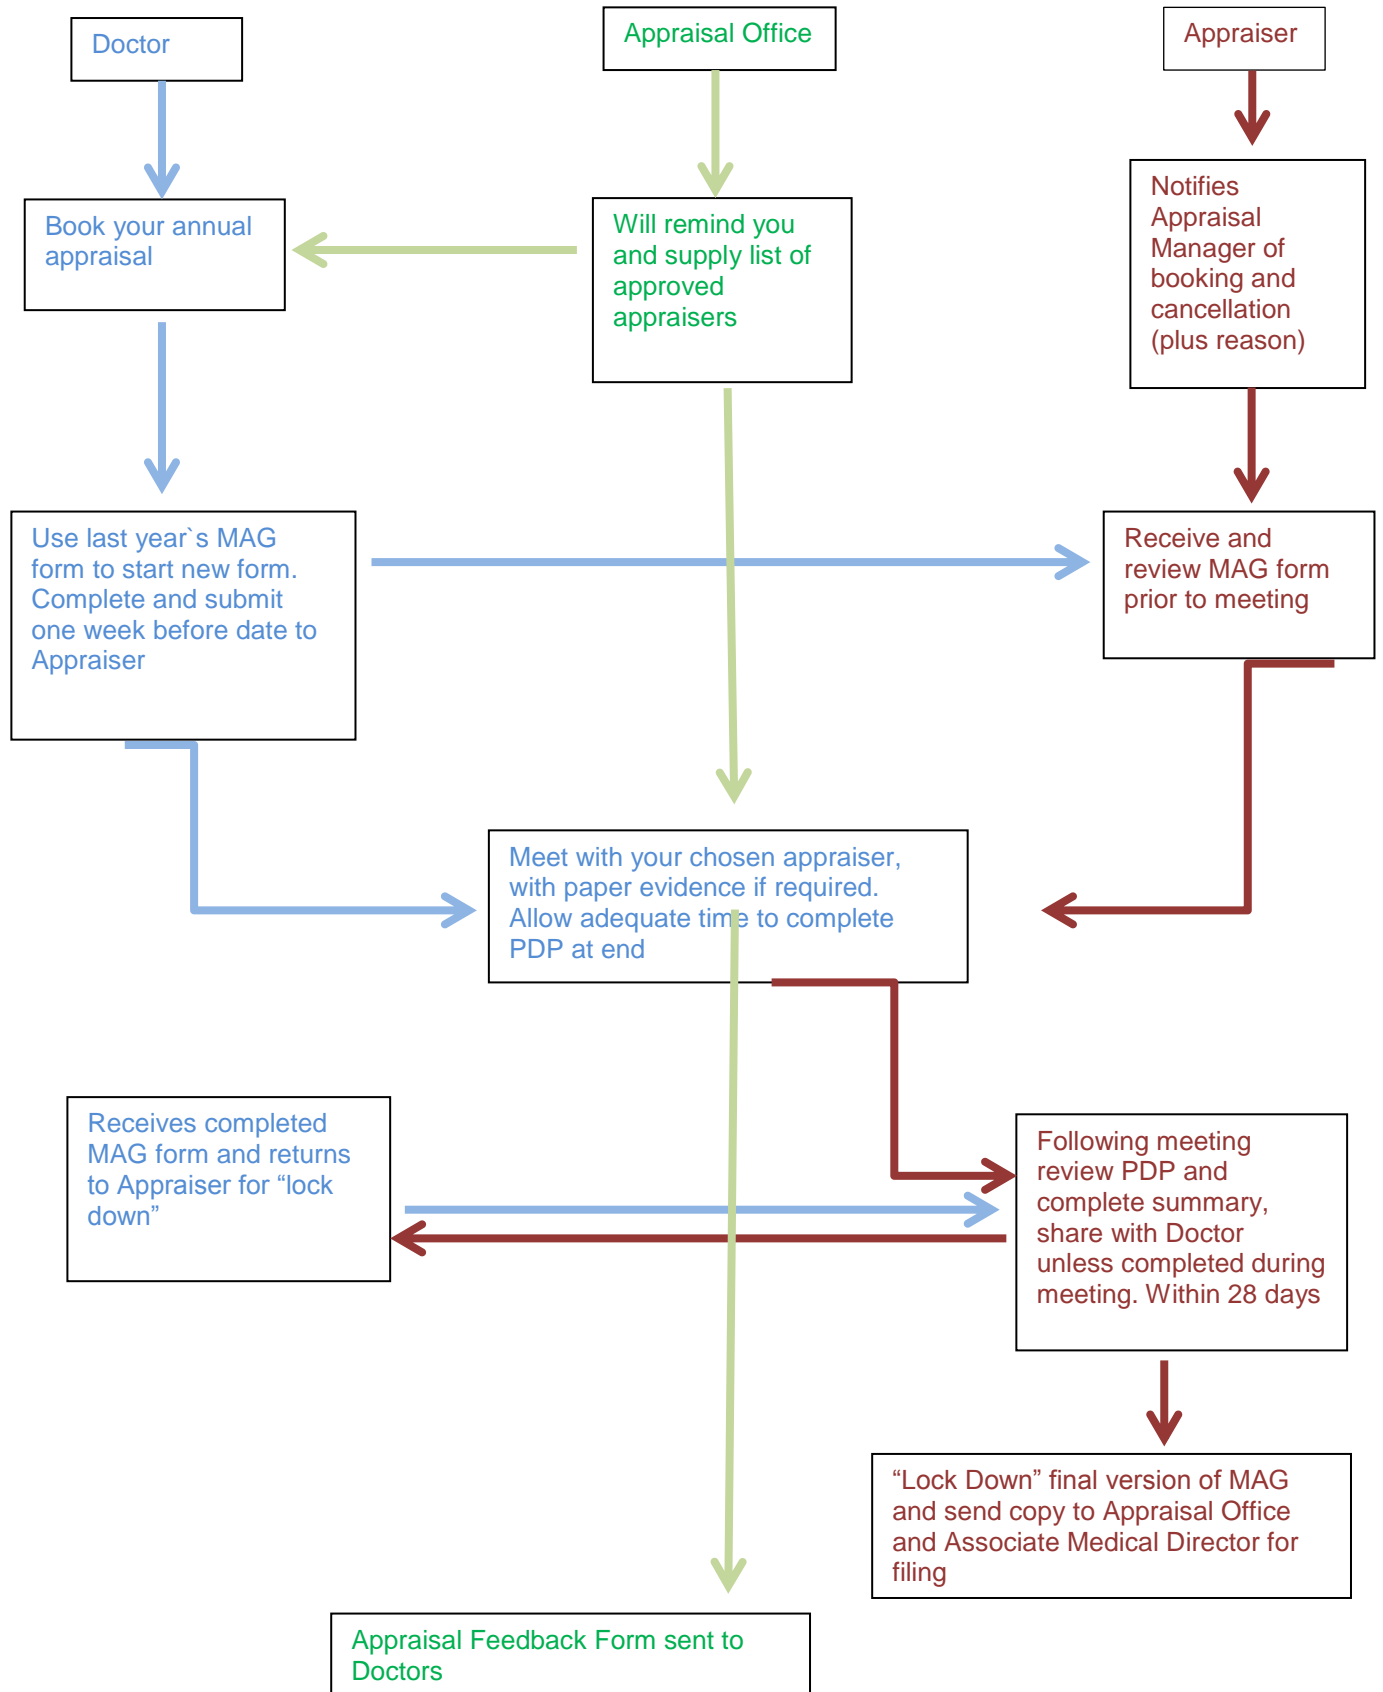 Doctor
Appraisal Office
Appraiser
Book your annual
appraisal
Will remind you
and supply list of
approved
appraisers
Notifies
Appraisal
Manager of
booking and
cancellation
(plus reason)
Use last year`s MAG
form to start new form.
Complete and submit
one week before date to
Appraiser
Receive and
review MAG form
prior to meeting
Meet with your chosen appraiser,
with paper evidence if required.
Allow adequate time to complete
PDP at end
Receives completed
MAG form and returns
to Appraiser for “lock
down”
Following meeting
review PDP and
complete summary,
share with Doctor
unless completed during
meeting. Within 28 days
“Lock Down” final version of MAG
and send copy to Appraisal Office
and Associate Medical Director for
filing
Appraisal Feedback Form sent to
Doctors